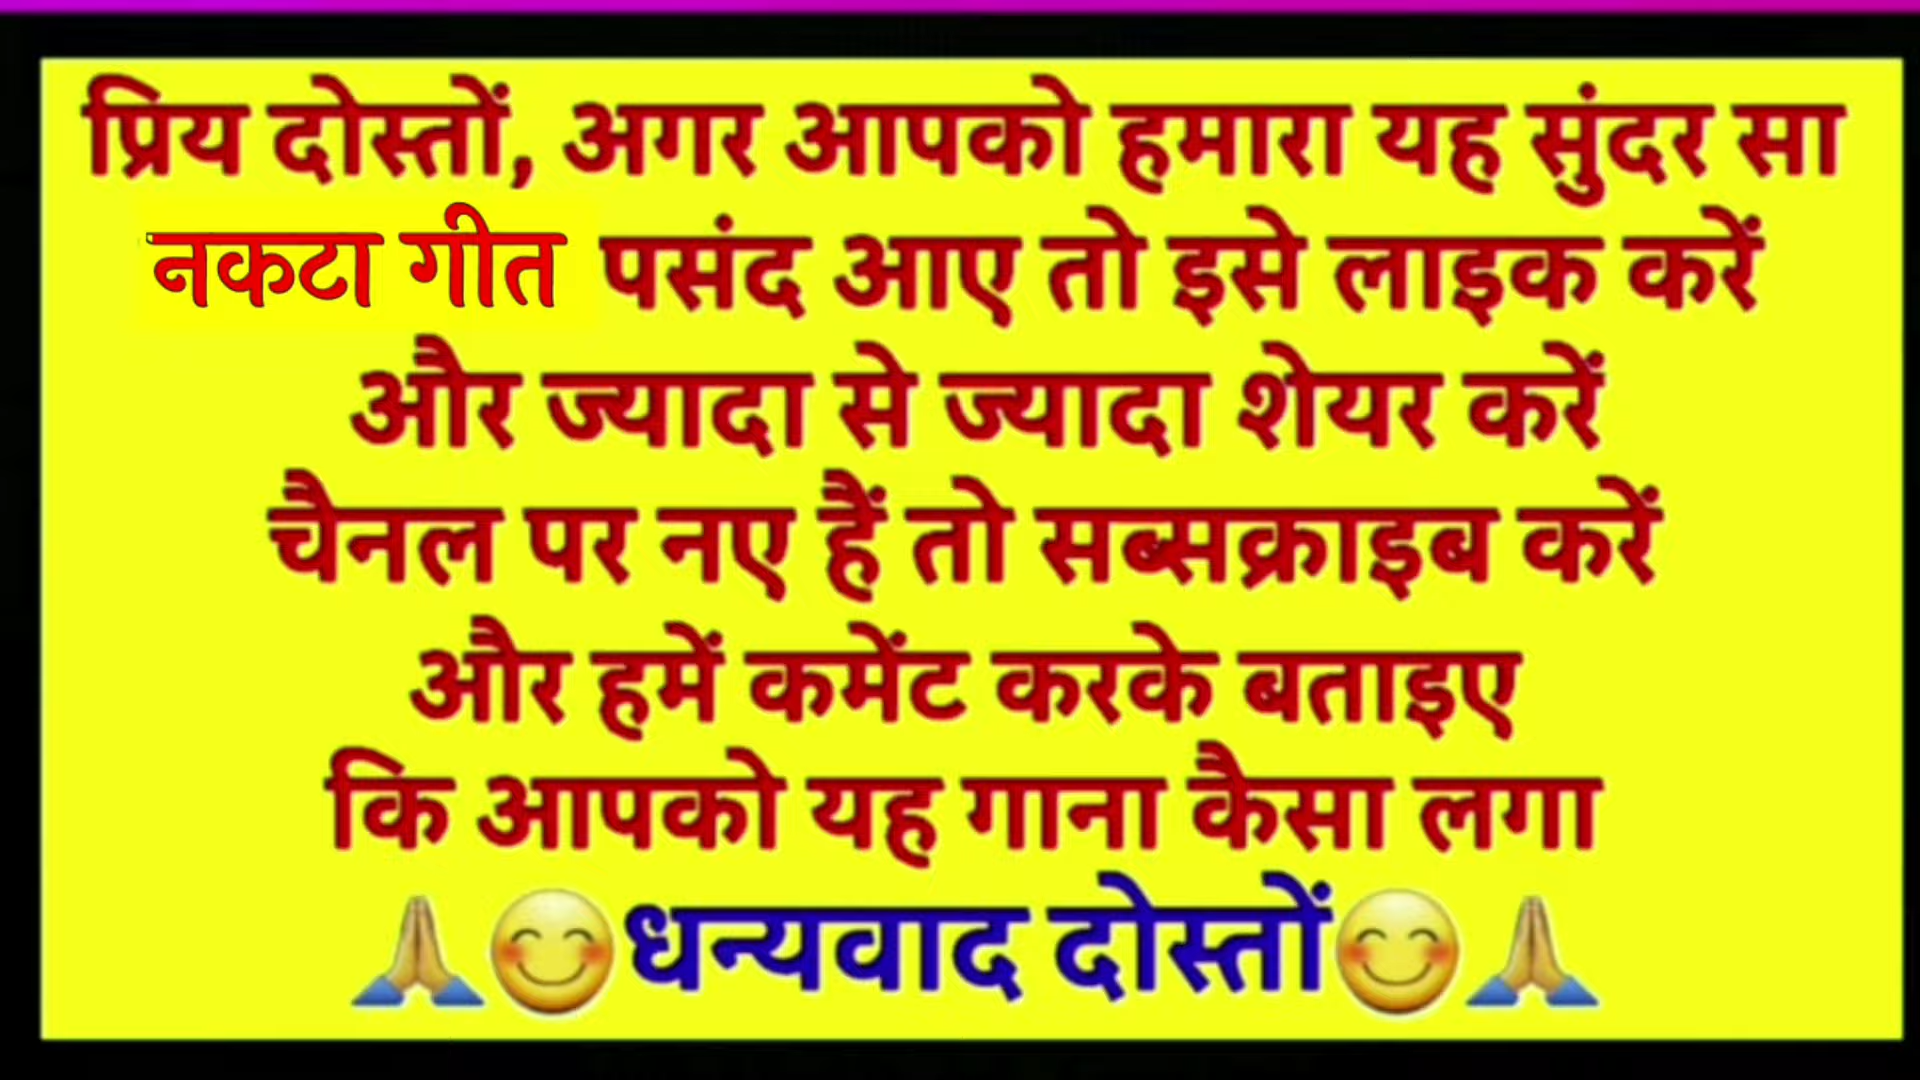 प्रिय दोस्तों, अगर आपको हमारा यह सुंदर सा
नकटा गीत पसंद आए तो इसे लाइक करें
और ज्यादा से ज्यादा शेयर करें
चैनल पर नए हैं तो सब्सक्राइब करें
और हमें कमेंट करके बताइए
कि आपको यह गाना कैसा लगा
🙏😊धन्यवाद दोस्तों😊🙏